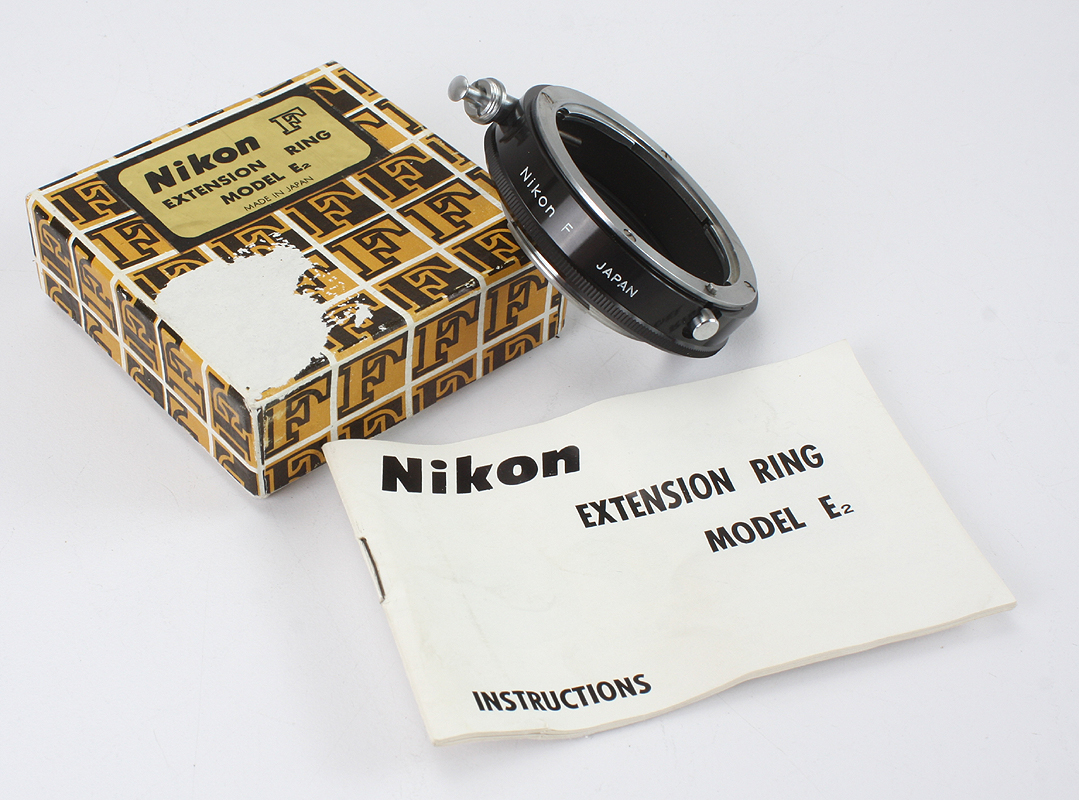 Nikon F
EXTENSION RING
MODEL E₂
MADE IN JAPAN
Nikon F JAPAN
Nikon
EXTENSION RING
MODEL E₂
INSTRUCTIONS